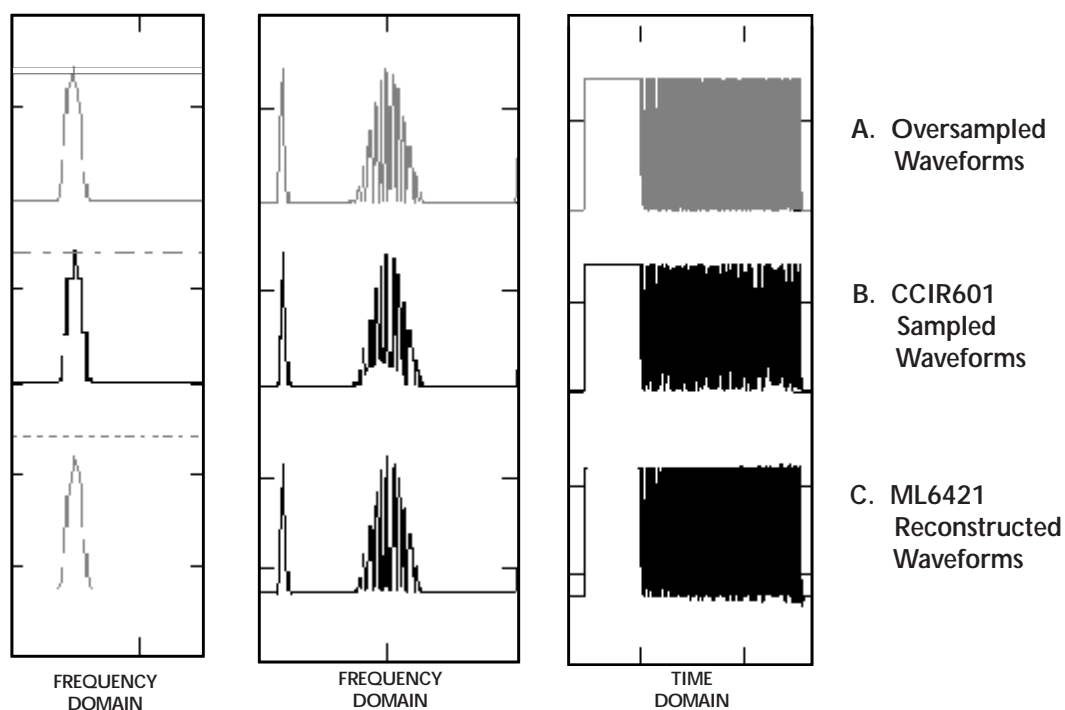 A. Oversampled
Waveforms
B. CCIR601
Sampled
Waveforms
C. ML6421
Reconstructed
Waveforms
FREQUENCY
DOMAIN
FREQUENCY
DOMAIN
TIME
DOMAIN